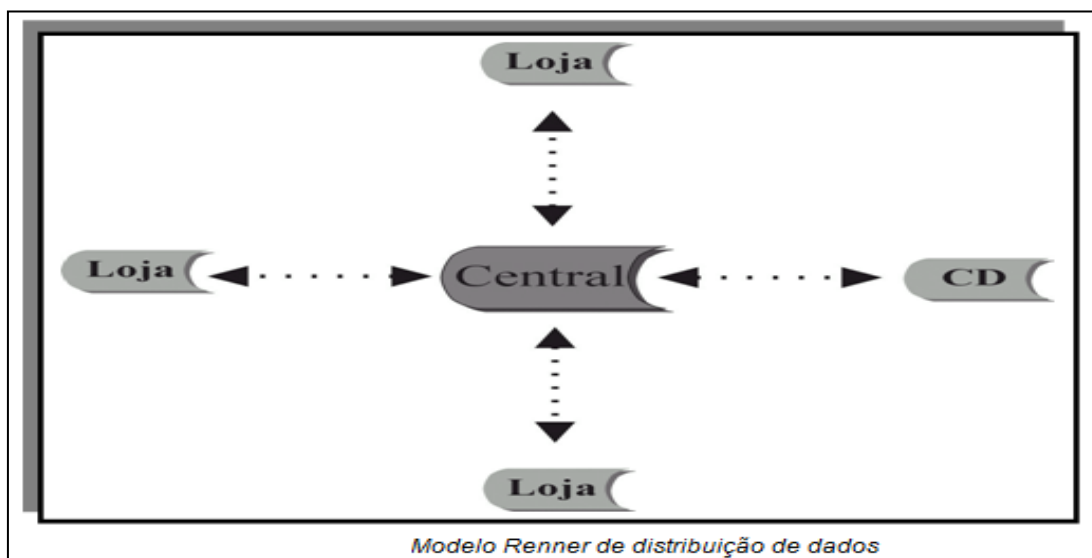 Loja
Loja
Central
CD
Loja
Modelo Renner de distribuição de dados